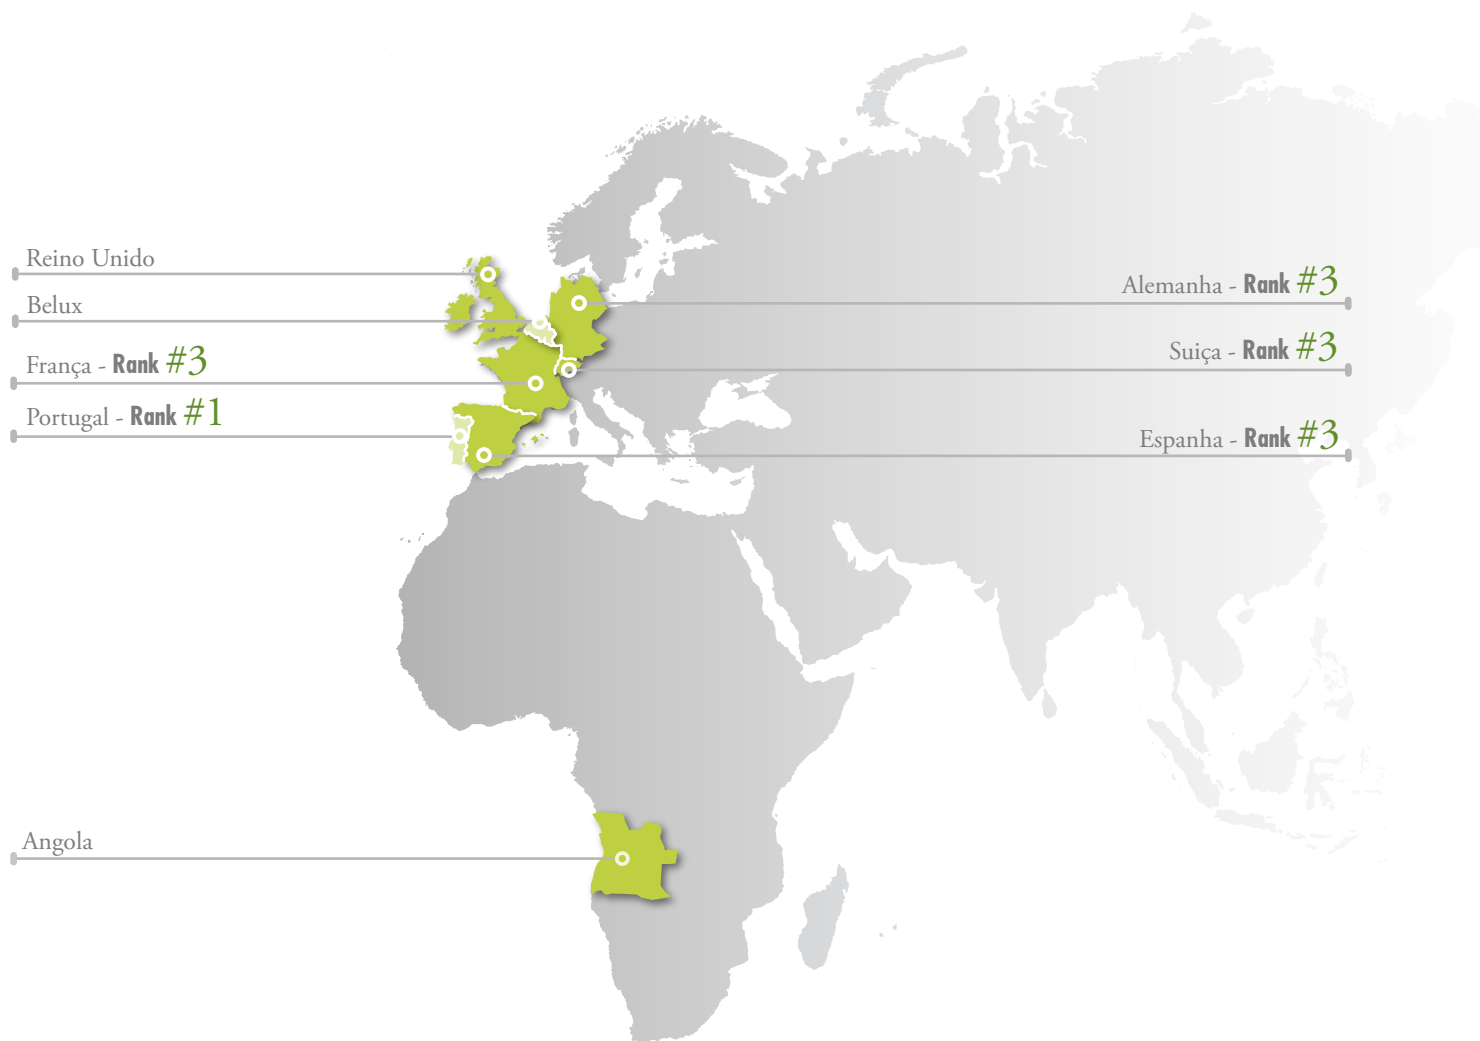 Reino Unido
Belux
França - Rank #3
Portugal - Rank #1
Alemanha - Rank #3
Suiça - Rank #3
Espanha - Rank #3
Angola